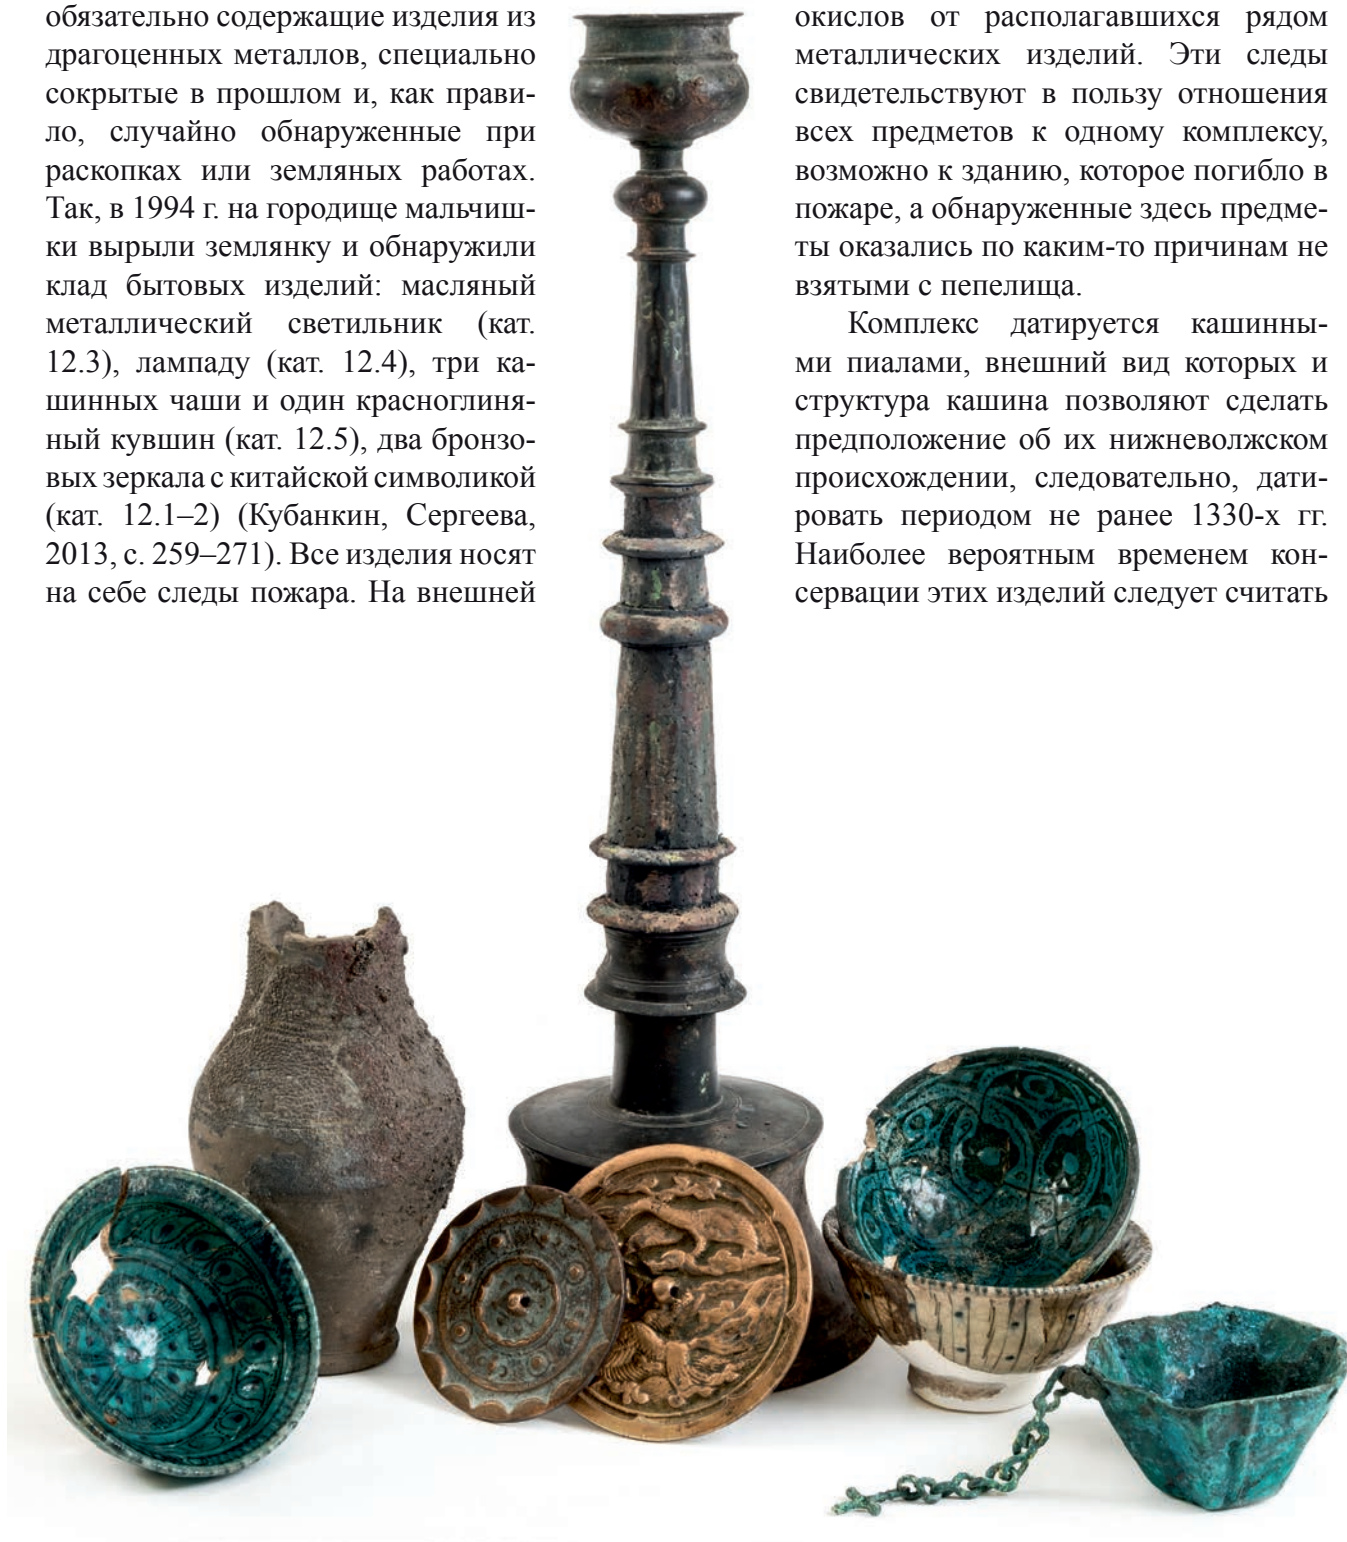 обязательно содержащие изделия из
драгоценных металлов, специально
сокрытые в прошлом и, как прави-
ло, случайно обнаруженные при
раскопках или земляных работах.
Так, в 1994 г. на городище мальчиш-
ки вырыли землянку и обнаружили
клад бытовых изделий: масляный
металлический светильник (кат.
12.3), лампаду (кат. 12.4), три ка-
шинных чаши и один красноглиня-
ный кувшин (кат. 12.5), два бронзо-
вых зеркала с китайской символикой
(кат. 12.1–2) (Кубанкин, Сергеева,
2013, с. 259–271). Все изделия носят
на себе следы пожара. На внешней
окислов от располагавшихся рядом
металлических изделий. Эти следы
свидетельствуют в пользу отношения
всех предметов к одному комплексу,
возможно к зданию, которое погибло в
пожаре, а обнаруженные здесь предме-
ты оказались по каким-то причинам не
взятыми с пепелища.
Комплекс датируется кашинны-
ми пиалами, внешний вид которых и
структура кашина позволяют сделать
предположение об их нижневолжском
происхождении, следовательно, дати-
ровать периодом не ранее 1330-х гг.
Наиболее вероятным временем кон-
сервации этих изделий следует считать